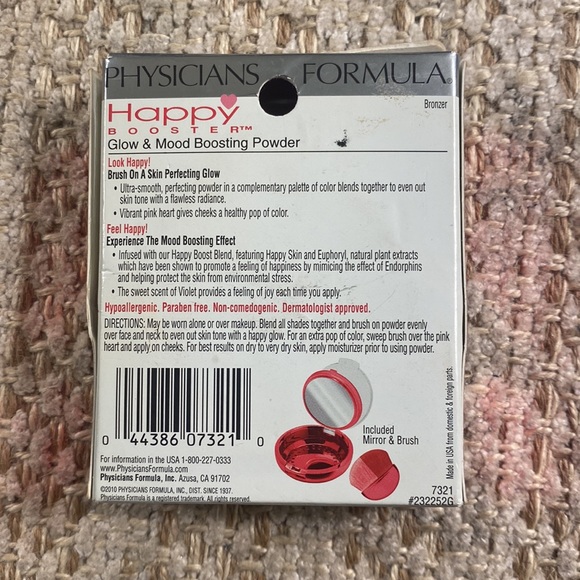 PHYSICIANS FORMULA®
Happy
BOOSTER™
Bronzer
Glow & Mood Boosting Powder
Look Happy!
Brush On A Skin Perfecting Glow
• Ultra-smooth, perfecting powder in a complementary palette of color blends together to even out
skin tone with a flawless radiance.
• Vibrant pink heart gives cheeks a healthy pop of color.
Feel Happy!
Experience The Mood Boosting Effect
• Infused with our Happy Boost Blend, featuring Happy Skin and Euphoryl, natural plant extracts
which have been shown to promote a feeling of happiness by mimicing the effect of Endorphins
and helping protect the skin from environmental stress.
• The sweet scent of Violet provides a feeling of joy each time you apply.
Hypoallergenic. Paraben free. Non-comedogenic. Dermatologist approved.
DIRECTIONS: May be worn alone or over makeup. Blend all shades together and brush on powder evenly
over face and neck to even out skin tone with a happy glow. For an extra pop of color, sweep brush over the pink
heart and apply on cheeks. For best results on dry to very dry skin, apply moisturizer prior to using powder.
0 44386 07321 0
Included
Mirror & Brush
Made in USA from domestic & foreign parts.
For information in the USA 1-800-227-0333
www.PhysiciansFormula.com
Physicians Formula, Inc. Azusa, CA 91702
©2010 PHYSICIANS FORMULA, INC. DIST. SINCE 1937.
Physicians Formula is a registered trademark. All rights reserved.
7321
#232252G